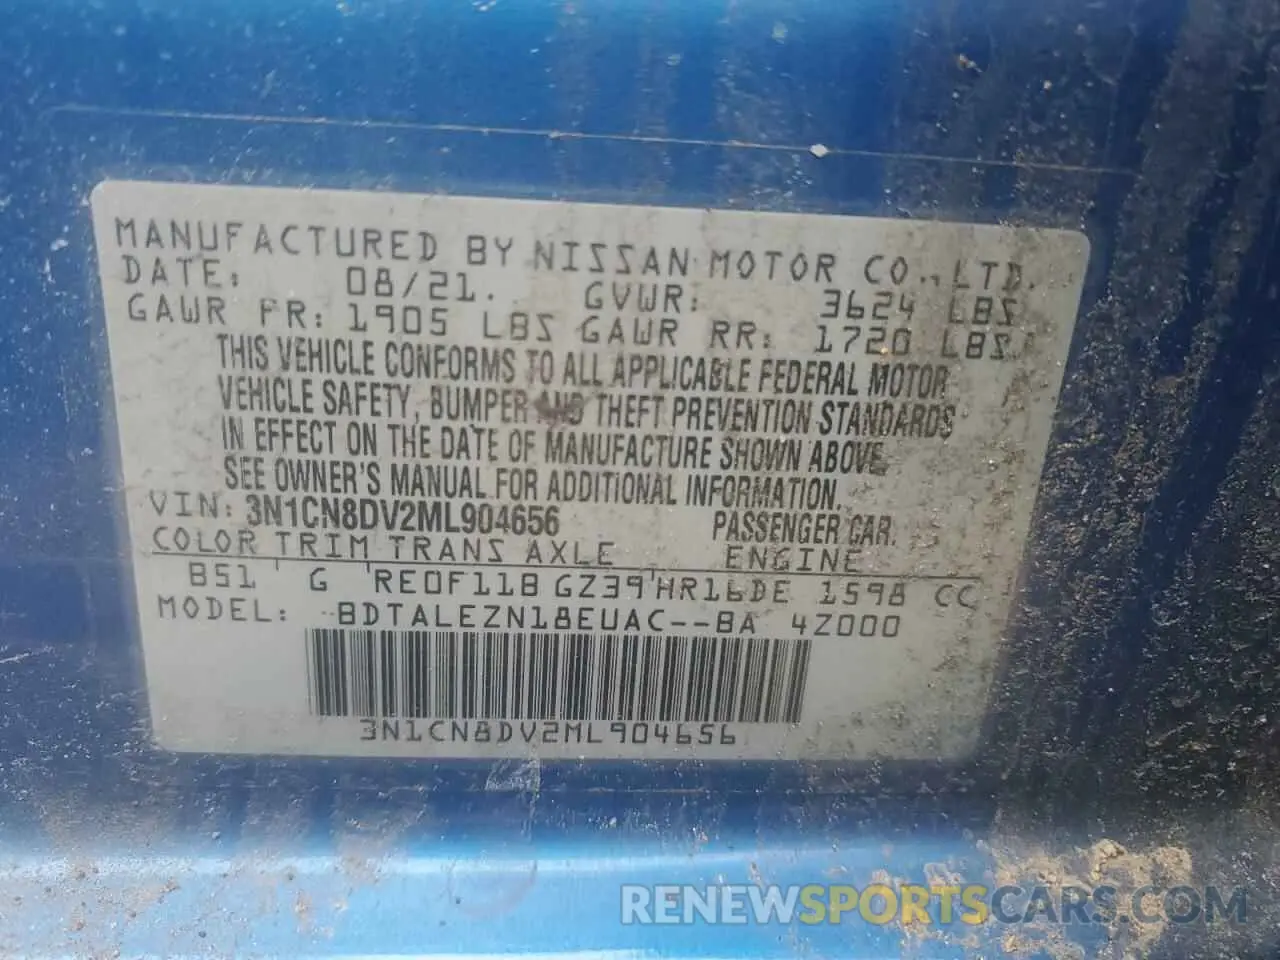 MANUFACTURED BY NISSAN MOTOR CO., LTD.
DATE: 08/21. GVWR: 3624 LBS
GAWR FR: 1905 LBS GAWR RR: 1720 LBS
THIS VEHICLE CONFORMS TO ALL APPLICABLE FEDERAL MOTOR
VEHICLE SAFETY, BUMPER AND THEFT PREVENTION STANDARDS
IN EFFECT ON THE DATE OF MANUFACTURE SHOWN ABOVE.
SEE OWNER'S MANUAL FOR ADDITIONAL INFORMATION.
VIN: 3N1CN8DV2ML904656 PASSENGER CAR.
COLOR TRIM TRANS AXLE ENGINE
B51 G RE0F11B GZ39 HR16DE 1598 CC
MODEL: -BDTALEZN18EUAC--BA 4Z000
3N1CN8DV2ML904656
RENEWSPORTSCARS.COM